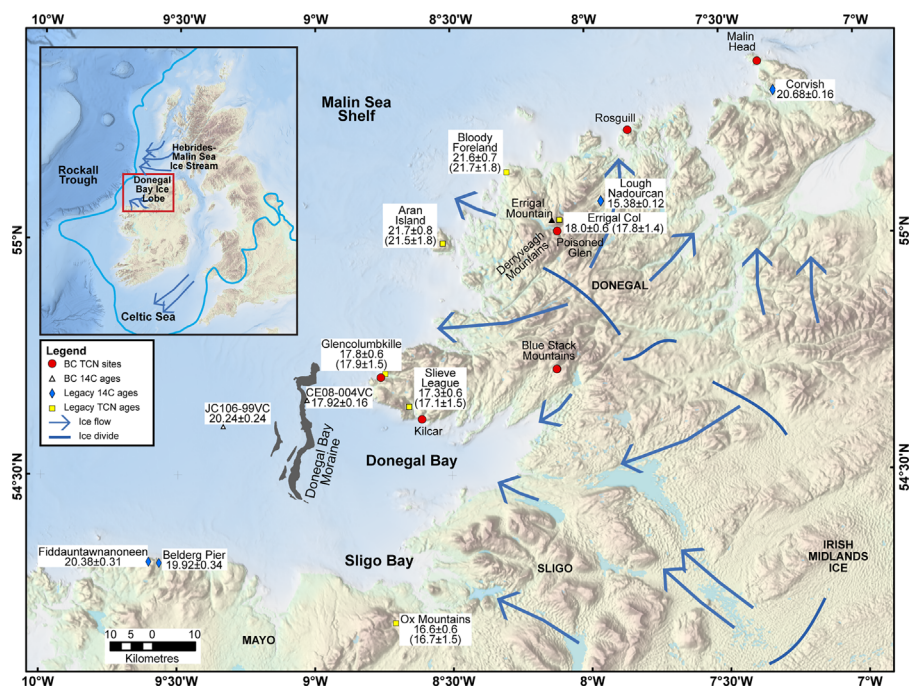 10°W
9°30'W
9°W
8°30'W
8°W
7°30'W
7°W
Malin
Head
Corvish
20.68±0.16
Malin Sea
Shelf
Rosguill
Bloody
Foreland
21.6±0.7
(21.7±1.8)
Hebrides-
Malin Sea
Ice Stream
Rockall
Trough
Donegal
Bay Ice
Lobe
Celtic Sea
Lough
Nadourcan
15.38±0.12
Errigal
Mountain
Errigal Col
18.0±0.6 (17.8±1.4)
Aran
Island
21.7±0.8
(21.5±1.8)
Poisoned
Glen
Derryveagh
Mountains
55°N
55°N
DONEGAL
Legend
BC TCN sites
BC 14C ages
Legacy 14C ages
Legacy TCN ages
Ice flow
Ice divide
Glencolumbkille
17.8±0.6
(17.9±1.5)
Blue Stack
Mountains
Slieve
League
17.3±0.6
(17.1±1.5)
CE08-004VC
17.92±0.16
JC106-99VC
20.24±0.24
Kilcar
Donegal Bay
Moraine
Donegal Bay
54°30'N
54°30'N
Fiddauntawnanoneen
20.38±0.31
Belderg Pier
19.92±0.34
Sligo Bay
SLIGO
IRISH
MIDLANDS
ICE
Ox Mountains
16.6±0.6
(16.7±1.5)
MAYO
10 5 0 10
Kilometres
10°W
9°30'W
9°W
8°30'W
8°W
7°30'W
7°W